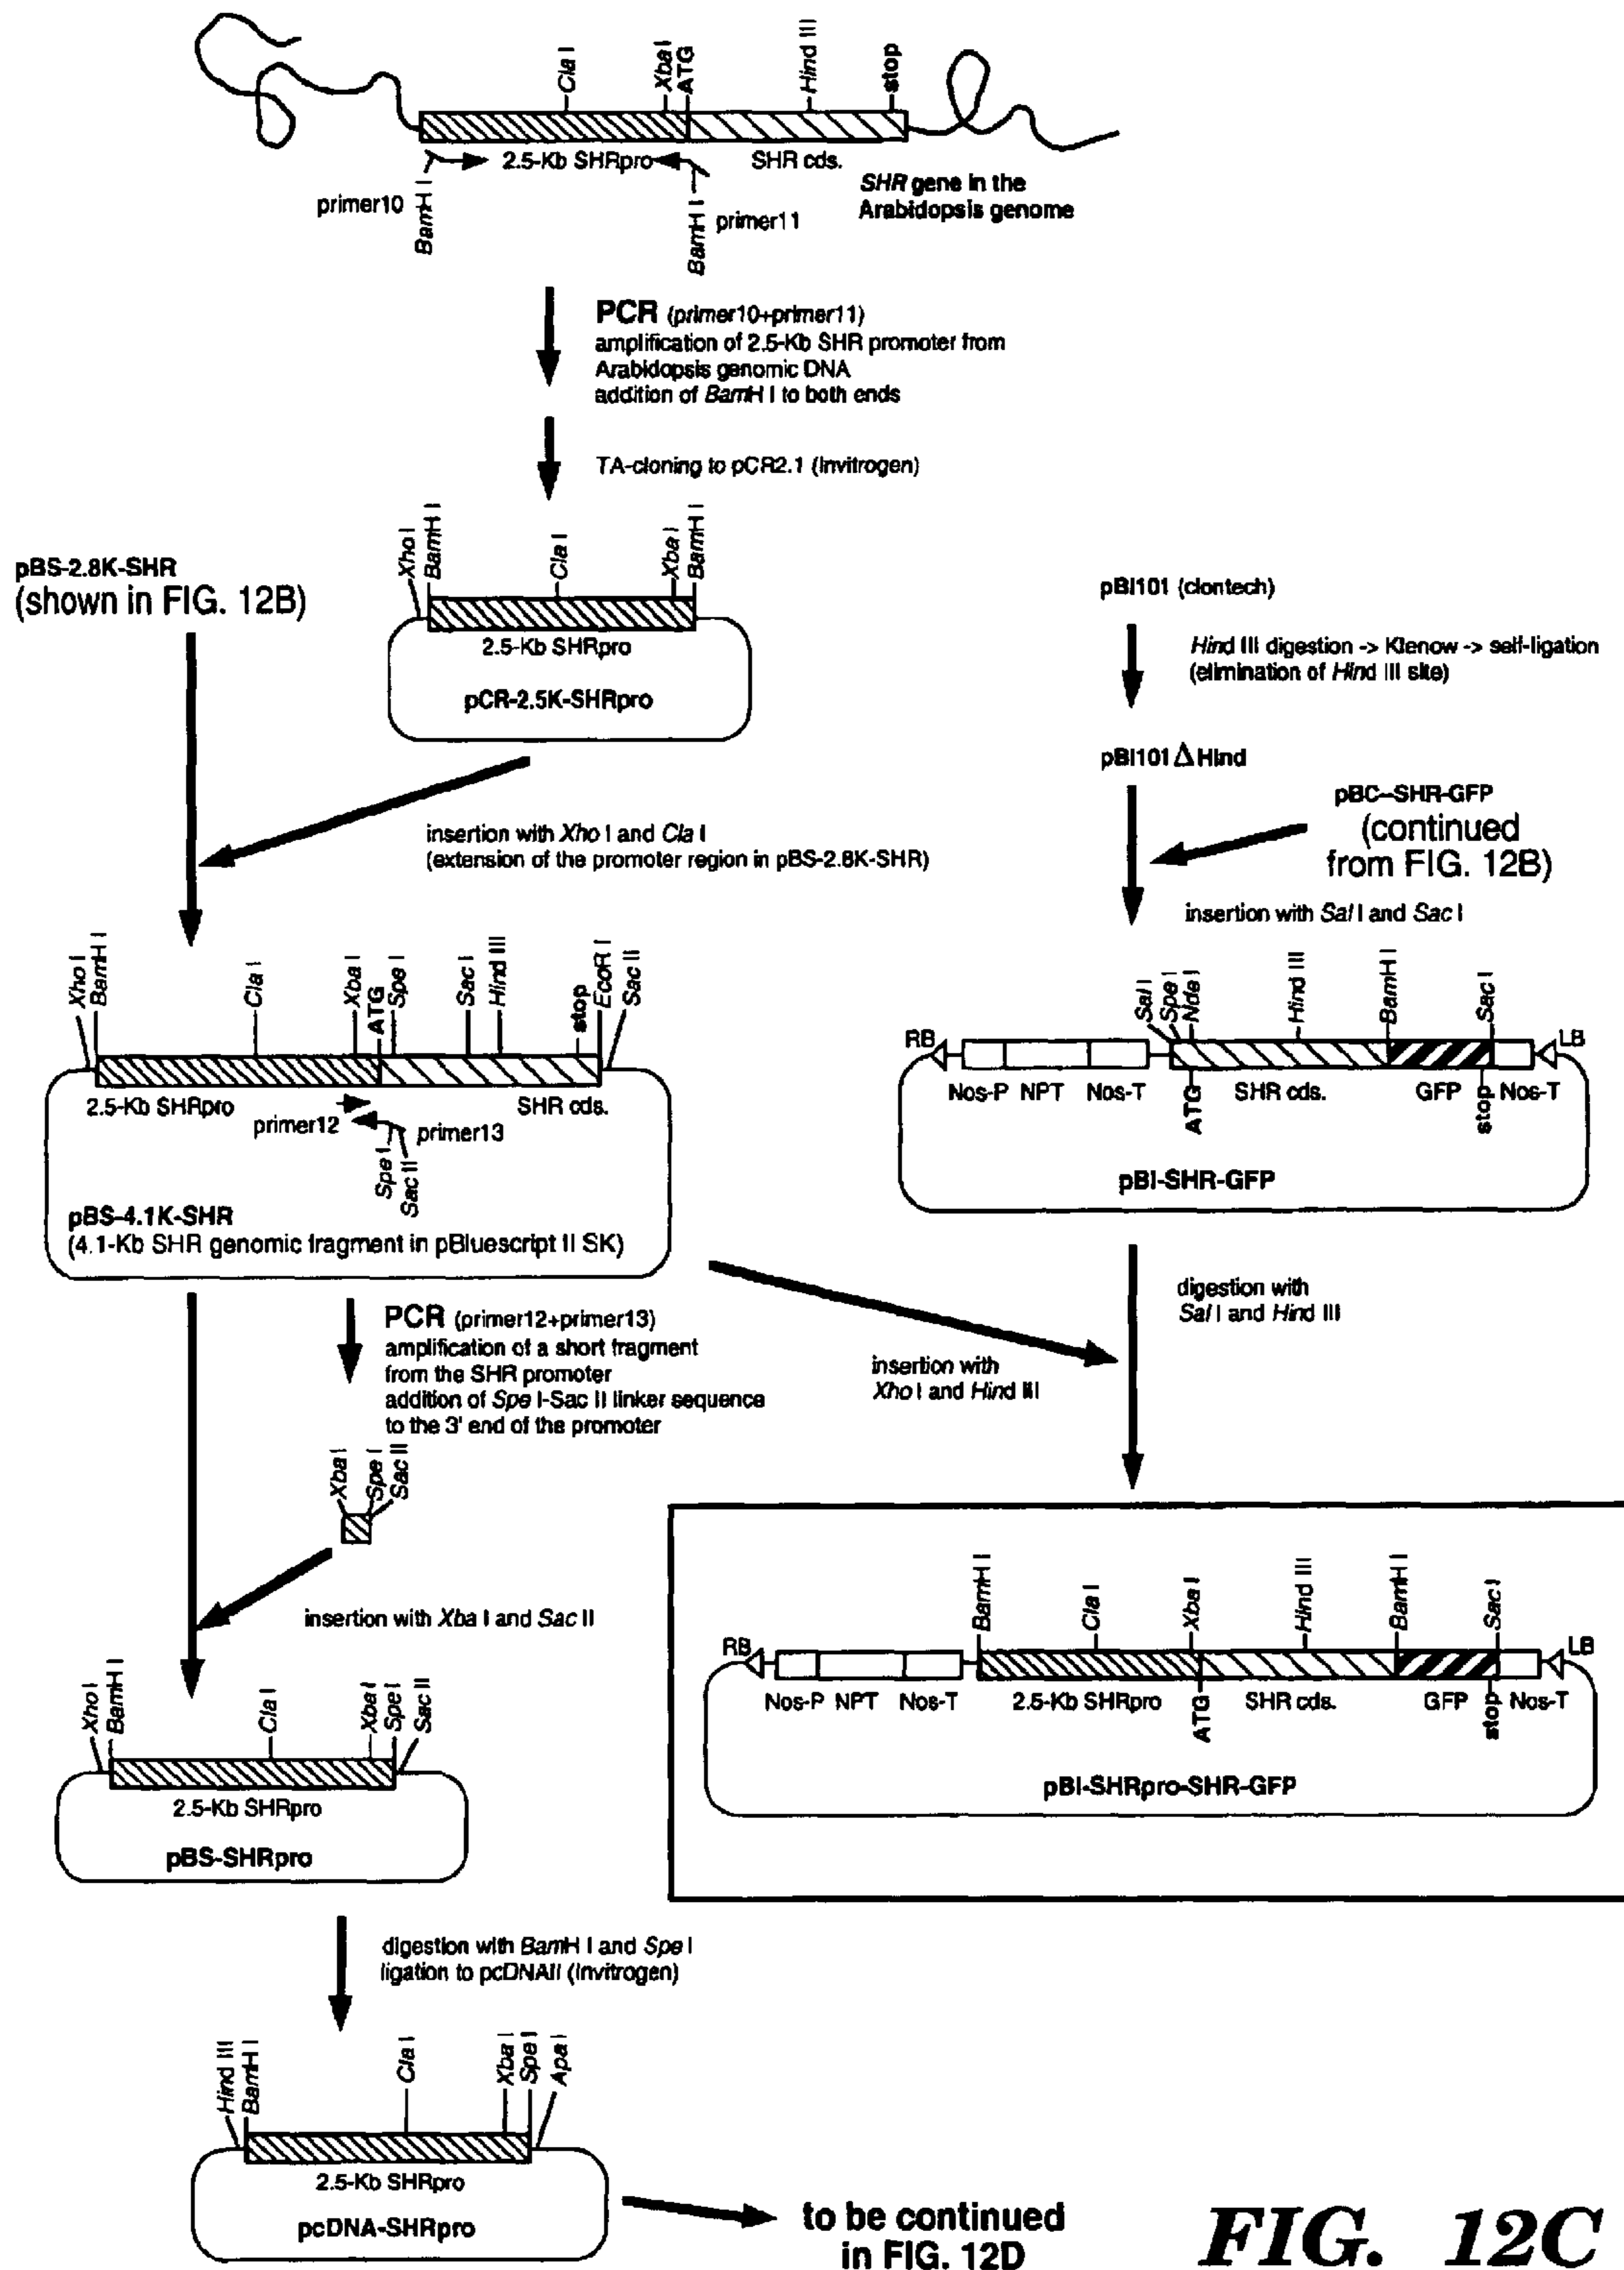 Cla I
Xba I
ATG
Hind III
stop
2.5-Kb SHRpro
SHR cds.
primer10
BamH I
BamH I
primer11
SHR gene in the
Arabidopsis genome
PCR (primer10+primer11)
amplification of 2.5-Kb SHR promoter from
Arabidopsis genomic DNA
addition of BamH I to both ends
TA-cloning to pCR2.1 (Invitrogen)
pBS-2.8K-SHR
(shown in FIG. 12B)
Xho I
BamH I
Cla I
Xba I
BamH I
2.5-Kb SHRpro
pCR-2.5K-SHRpro
pBI101 (clontech)
Hind III digestion -> Klenow -> self-ligation
(elimination of Hind III site)
pBI101 Δ Hind
pBC-SHR-GFP
(continued
from FIG. 12B)
insertion with Xho I and Cla I
(extension of the promoter region in pBS-2.8K-SHR)
insertion with Sal I and Sac I
Xho I
BamH I
Cla I
Xba I
ATG
Spe I
Sac I
Hind III
stop
EcoR I
Sac II
2.5-Kb SHRpro
SHR cds.
primer12
primer13
Spe I
Sac II
pBS-4.1K-SHR
(4.1-Kb SHR genomic fragment in pBluescript II SK)
Sal I
Spe I
Nde I
Hind III
BamH I
Sac I
RB
LB
Nos-P NPT Nos-T
ATG
SHR cds.
GFP
stop
Nos-T
pBI-SHR-GFP
digestion with
Sal I and Hind III
insertion with
Xho I and Hind III
PCR (primer12+primer13)
amplification of a short fragment
from the SHR promoter
addition of Spe I-Sac II linker sequence
to the 3' end of the promoter
Xba I
Spe I
Sac II
insertion with Xba I and Sac II
BamH I
Cla I
Xba I
Hind III
BamH I
Sac I
RB
LB
Nos-P NPT Nos-T
2.5-Kb SHRpro
ATG
SHR cds.
GFP
stop
Nos-T
pBI-SHRpro-SHR-GFP
Xho I
BamH I
Cla I
Xba I
Spe I
Sac II
2.5-Kb SHRpro
pBS-SHRpro
digestion with BamH I and Spe I
ligation to pcDNAII (Invitrogen)
Hind III
BamH I
Cla I
Xba I
Spe I
Apa I
2.5-Kb SHRpro
pcDNA-SHRpro
to be continued
in FIG. 12D
FIG. 12C